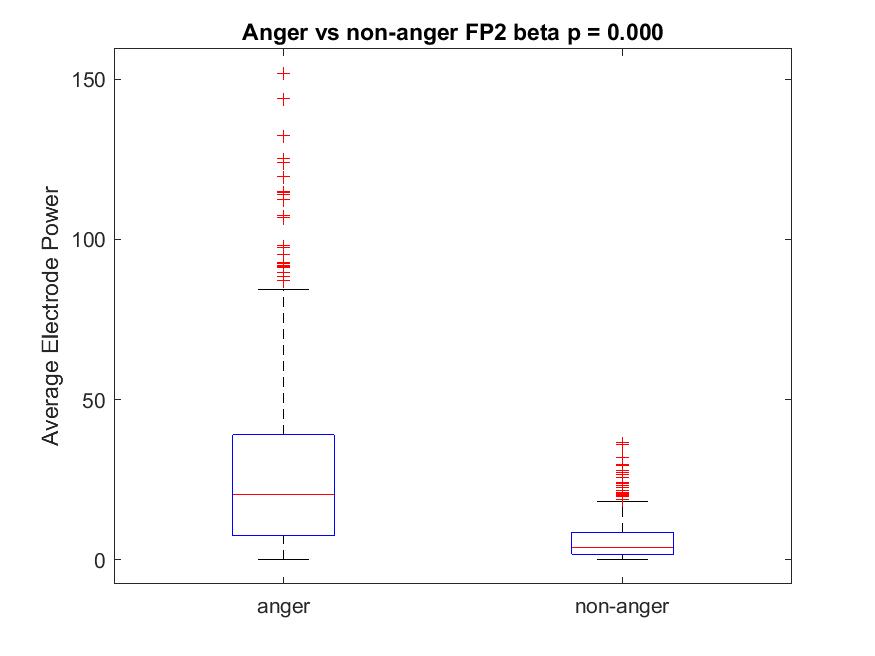 Anger vs non-anger FP2 beta p = 0.000
150
100
50
0
Average Electrode Power
anger
non-anger